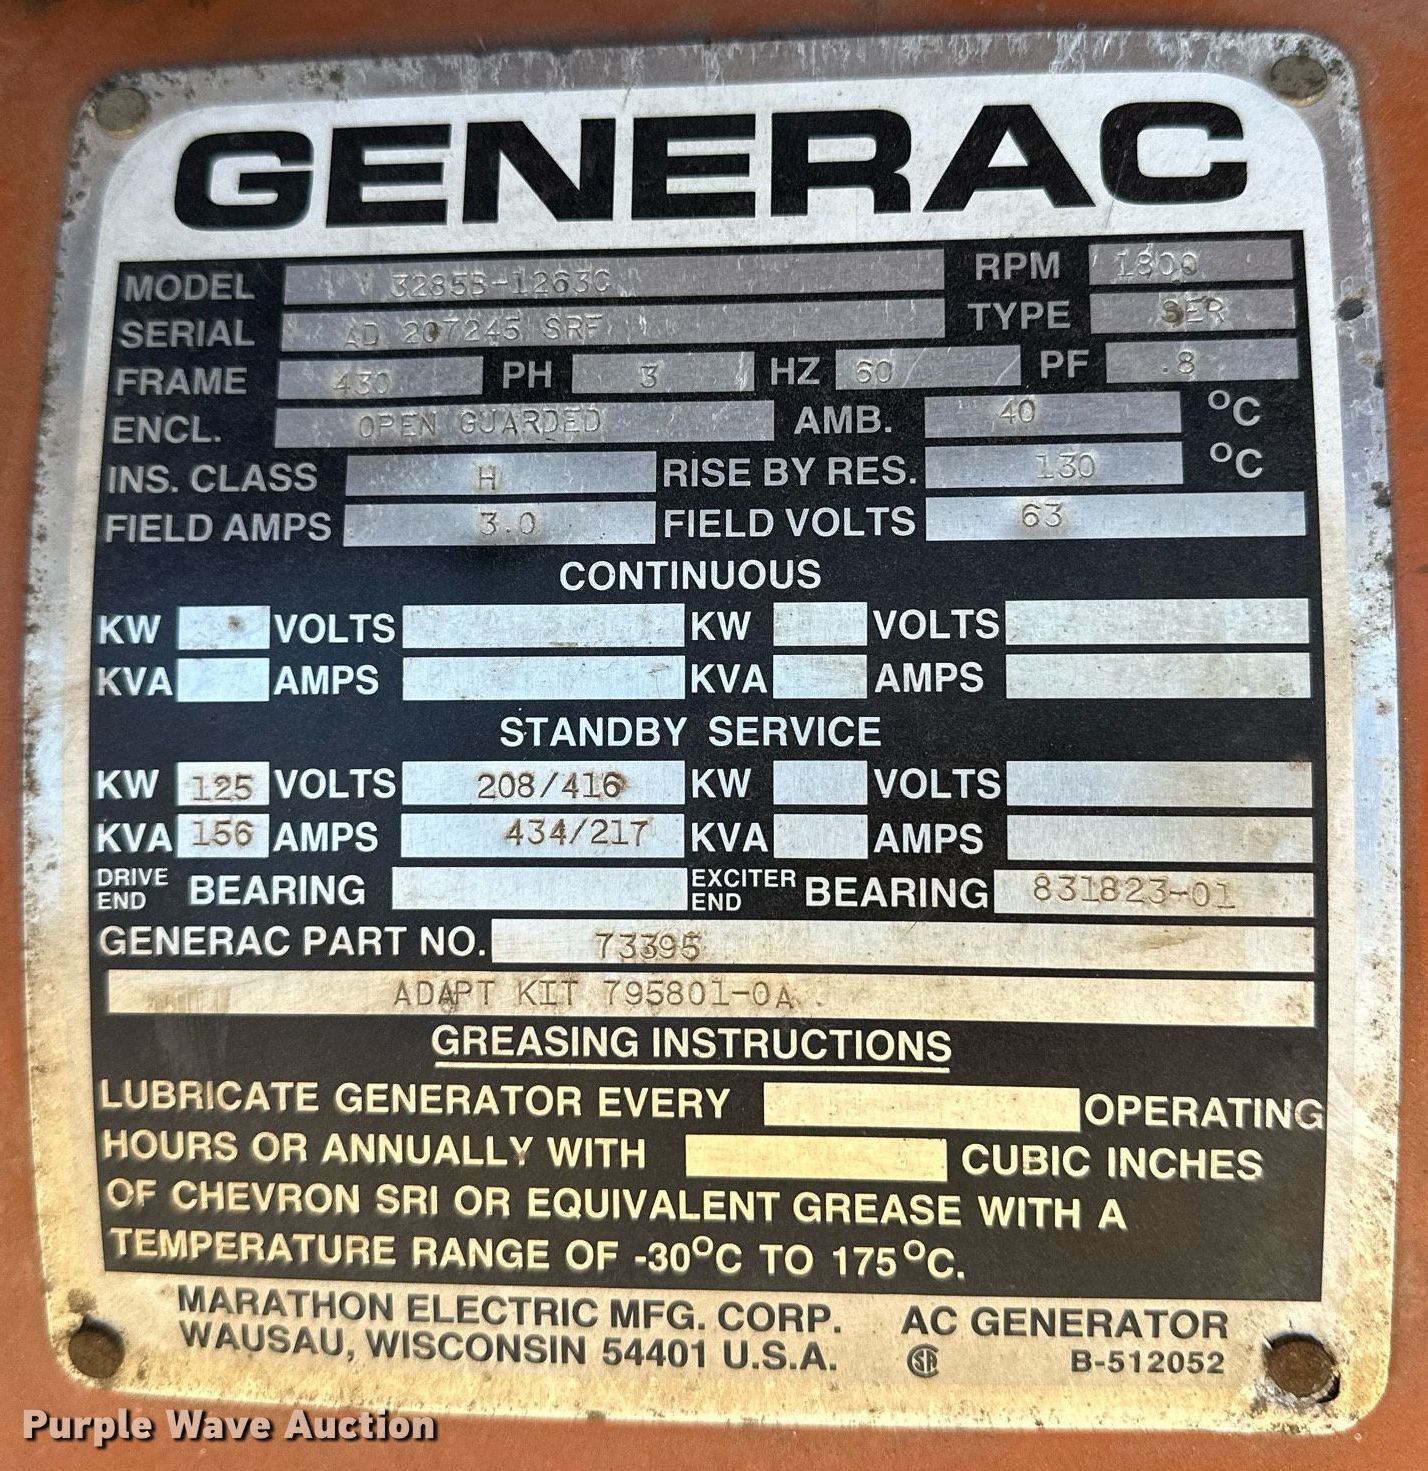 GENERAC
MODEL V 3285S-1263C RPM 1800
SERIAL AD 207245 SRF TYPE SER
FRAME 430 PH 3 HZ 60 PF .8
ENCL. OPEN GUARDED AMB. 40 °C
INS. CLASS H RISE BY RES. 130 °C
FIELD AMPS 3.0 FIELD VOLTS 63
CONTINUOUS
KW VOLTS KW VOLTS
KVA AMPS KVA AMPS
STANDBY SERVICE
KW 125 VOLTS 208/416 KW VOLTS
KVA 156 AMPS 434/217 KVA AMPS
DRIVE END BEARING EXCITER END BEARING 831823-01
GENERAC PART NO. 73395
ADAPT KIT 795801-0A
GREASING INSTRUCTIONS
LUBRICATE GENERATOR EVERY OPERATING
HOURS OR ANNUALLY WITH CUBIC INCHES
OF CHEVRON SRI OR EQUIVALENT GREASE WITH A
TEMPERATURE RANGE OF -30°C TO 175°C.
MARATHON ELECTRIC MFG. CORP. AC GENERATOR
WAUSAU, WISCONSIN 54401 U.S.A. SA B-512052
Purple Wave Auction